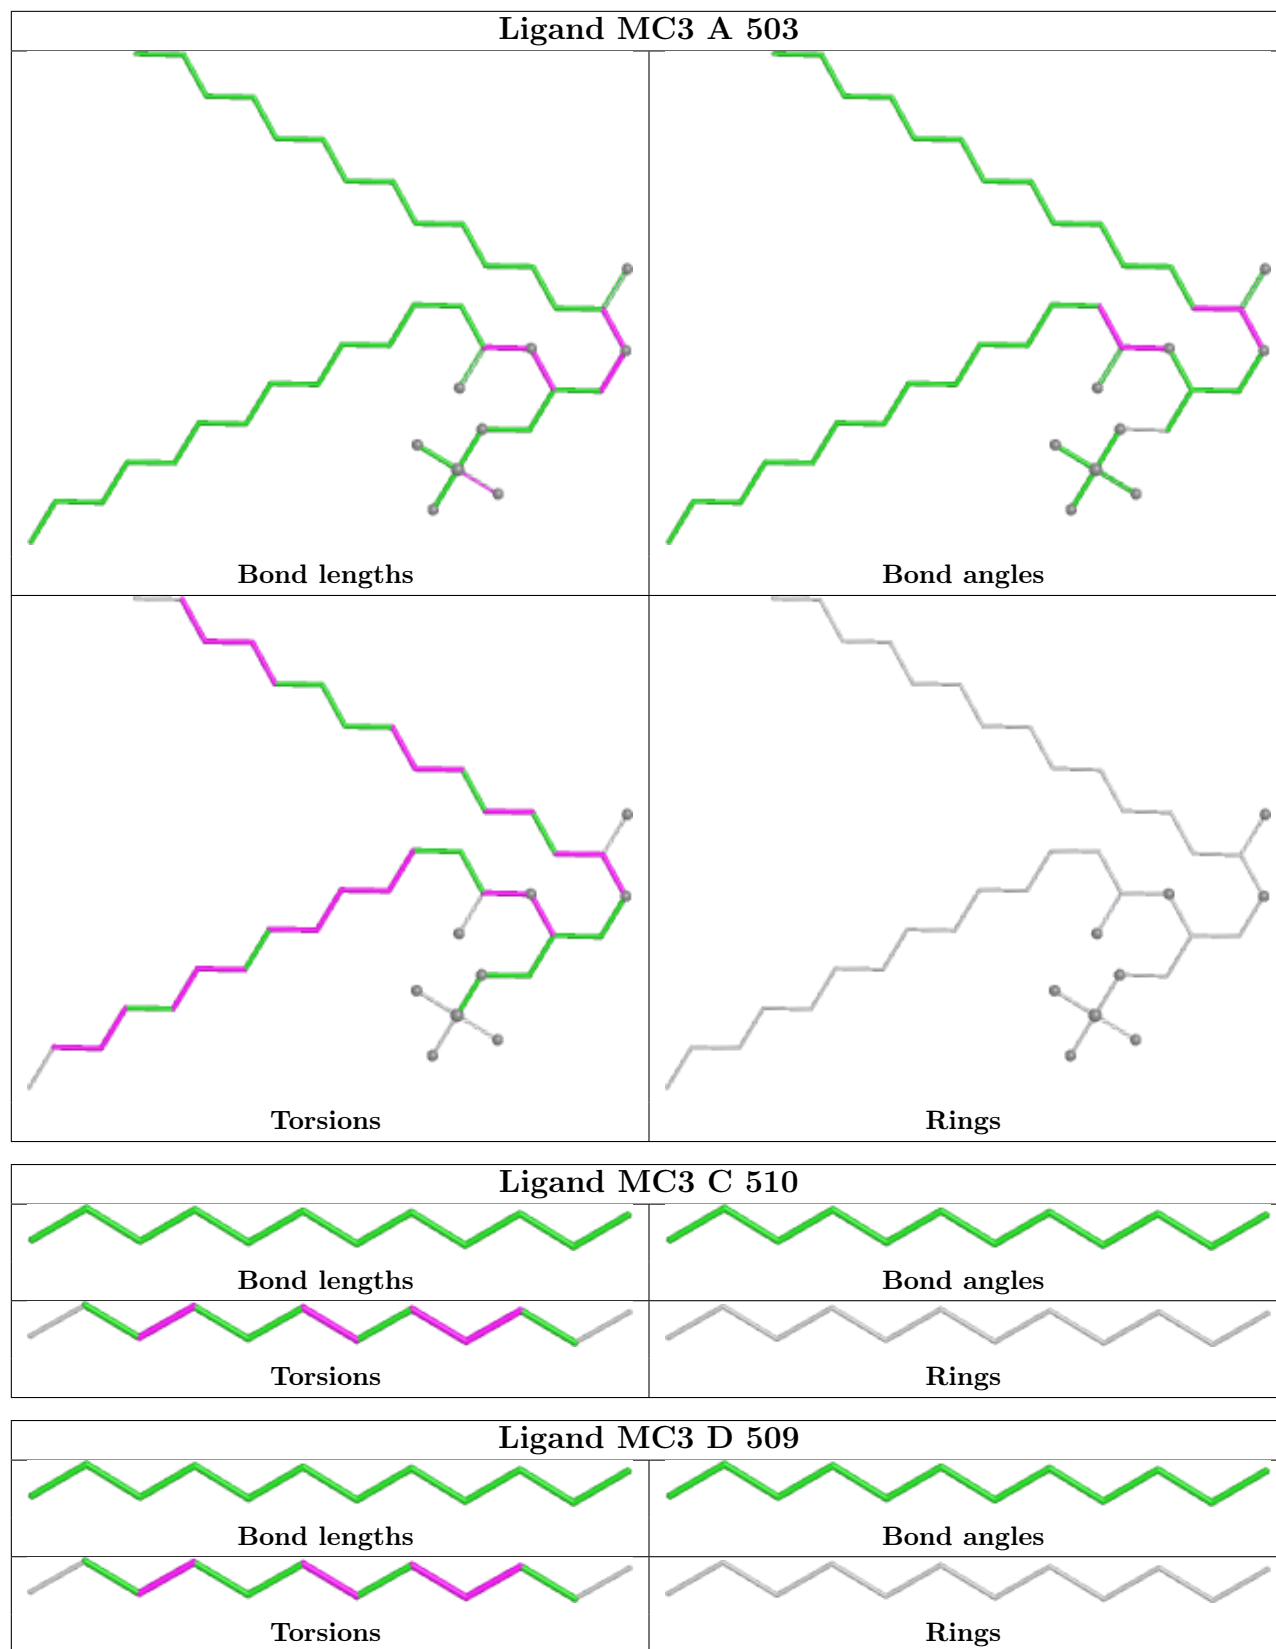 Ligand MC3 A 503
Bond lengths
Bond angles
Torsions
Rings
Ligand MC3 C 510
Bond lengths
Bond angles
Torsions
Rings
Ligand MC3 D 509
Bond lengths
Bond angles
Torsions
Rings